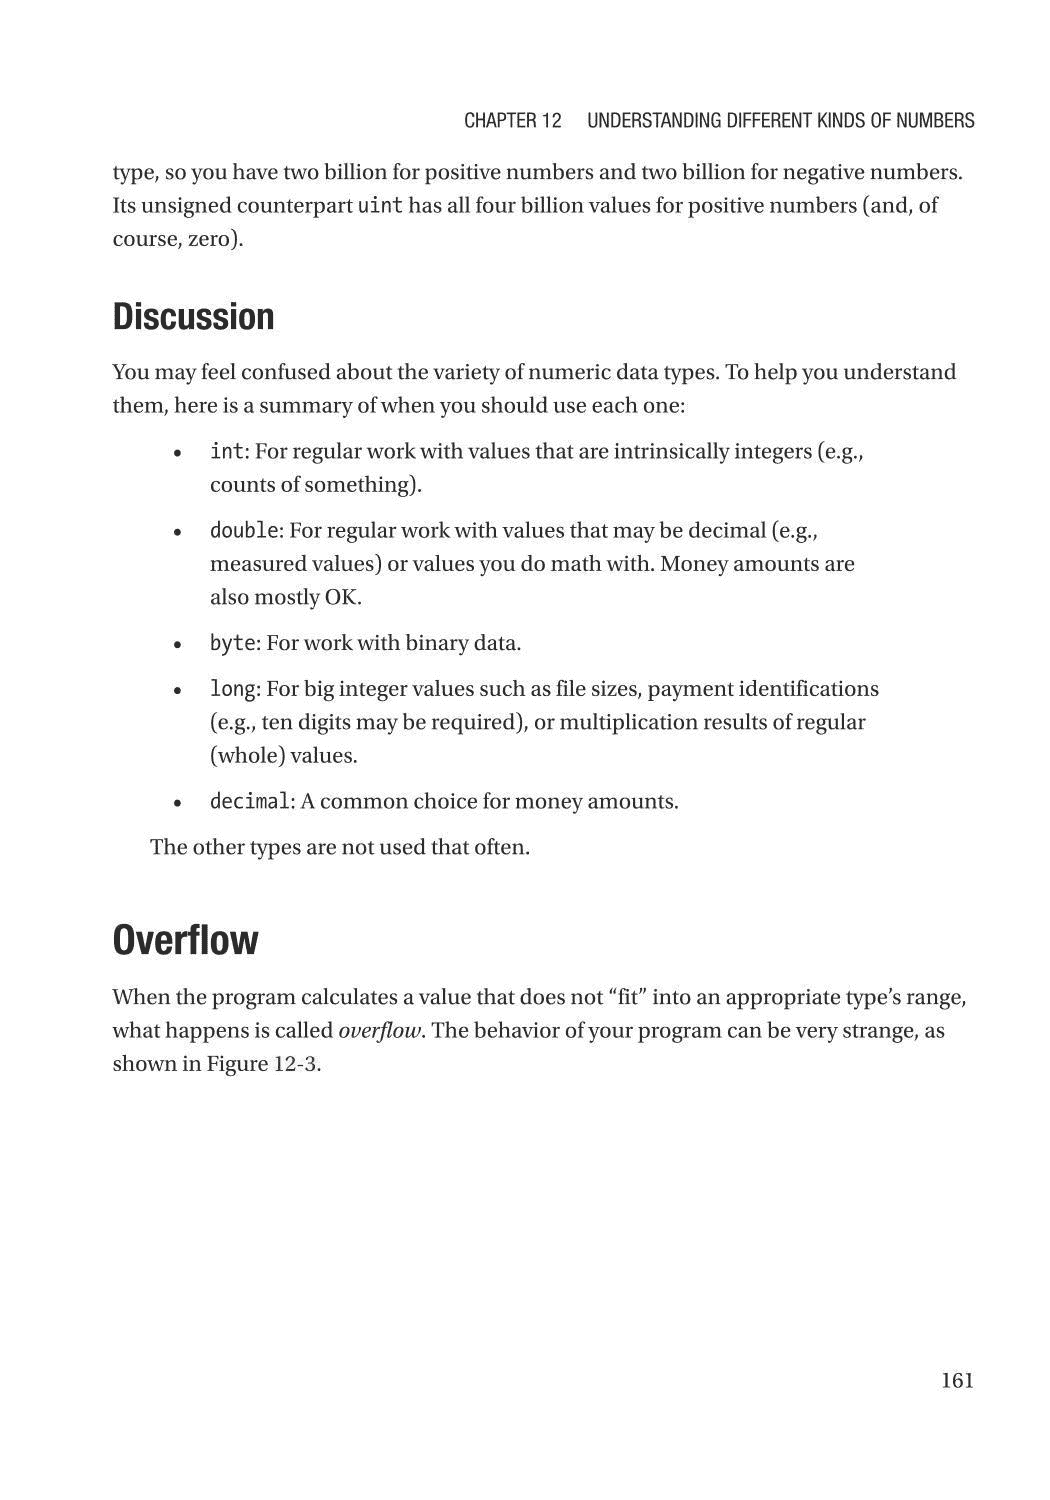 CHAPTER 12 UNDERSTANDING DIFFERENT KINDS OF NUMBERS
type, so you have two billion for positive numbers and two billion for negative numbers.
Its unsigned counterpart uint has all four billion values for positive numbers (and, of
course, zero).
Discussion
You may feel confused about the variety of numeric data types. To help you understand
them, here is a summary of when you should use each one:
• int: For regular work with values that are intrinsically integers (e.g.,
counts of something).
• double: For regular work with values that may be decimal (e.g.,
measured values) or values you do math with. Money amounts are
also mostly OK.
• byte: For work with binary data.
• long: For big integer values such as file sizes, payment identifications
(e.g., ten digits may be required), or multiplication results of regular
(whole) values.
• decimal: A common choice for money amounts.
The other types are not used that often.
Overflow
When the program calculates a value that does not “fit” into an appropriate type’s range,
what happens is called overflow. The behavior of your program can be very strange, as
shown in Figure 12-3.
161